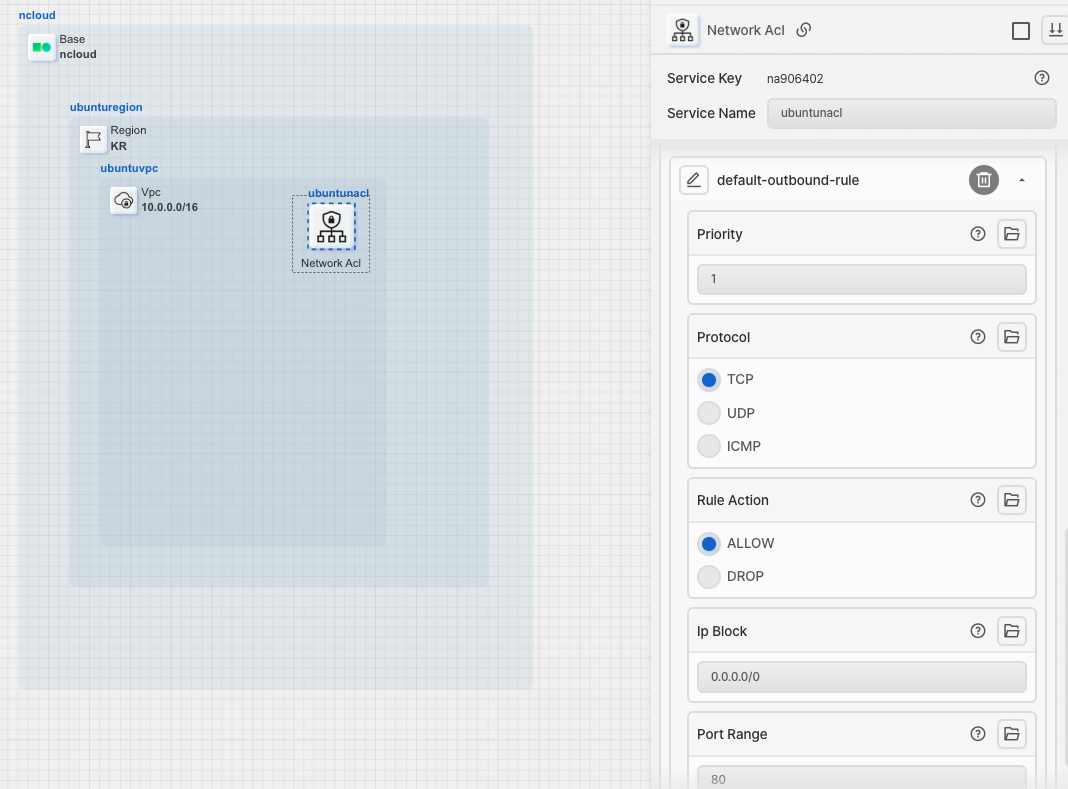 ncloud
Base
ncloud
ubunturegion
Region
KR
ubuntuvpc
Vpc
10.0.0.0/16
ubuntunacl
Network Acl
Network Acl
Service Key na906402
Service Name ubuntunacl
default-outbound-rule
Priority
1
Protocol
TCP
UDP
ICMP
Rule Action
ALLOW
DROP
Ip Block
0.0.0.0/0
Port Range
80